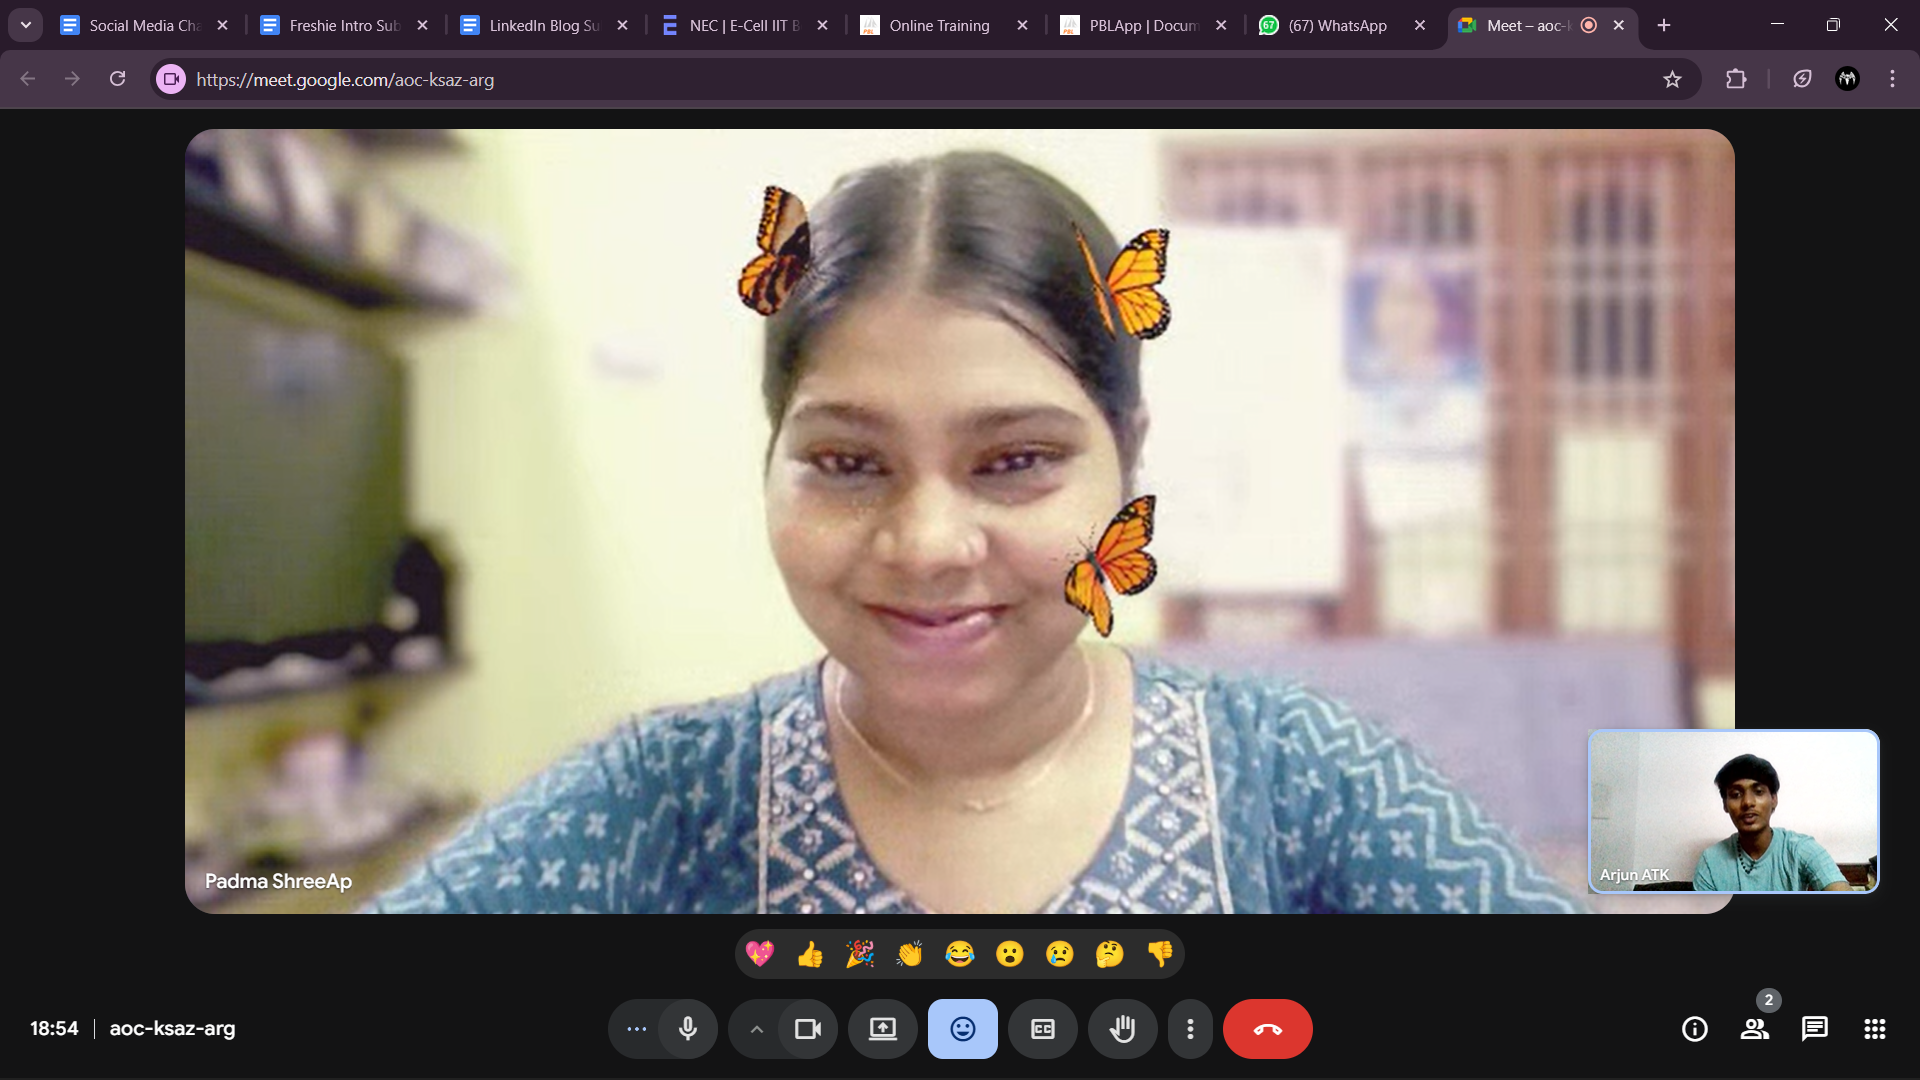 Social Media Cha
Freshie Intro Sub
LinkedIn Blog Su
NEC | E-Cell IIT B
Online Training
PBLApp | Docum
(67) WhatsApp
Meet – aoc-k
https://meet.google.com/aoc-ksaz-arg
Padma ShreeAp
Arjun ATK
18:54 | aoc-ksaz-arg
CC
2